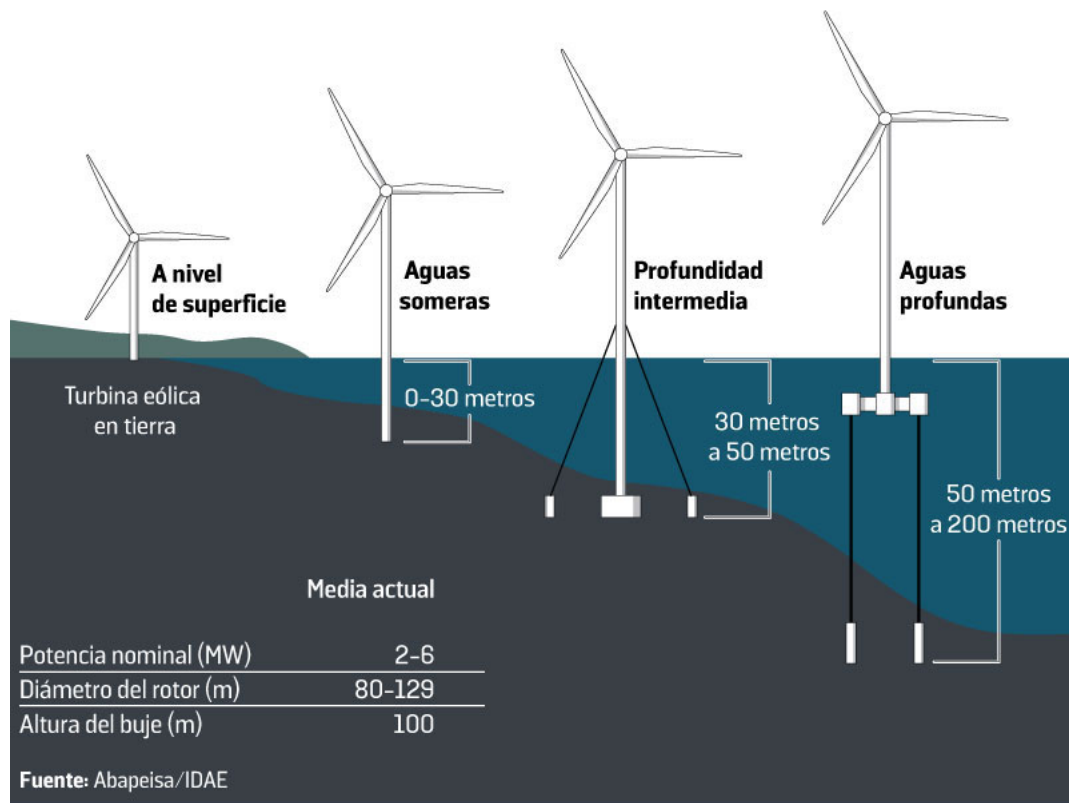 A nivel
de superficie
Turbina eólica
en tierra
Aguas
someras
0-30 metros
Profundidad
intermedia
30 metros
a 50 metros
Aguas
profundas
50 metros
a 200 metros
Media actual
Potencia nominal (MW) 2-6
Diámetro del rotor (m) 80-129
Altura del buje (m) 100
Fuente: Abapeisa/IDAE